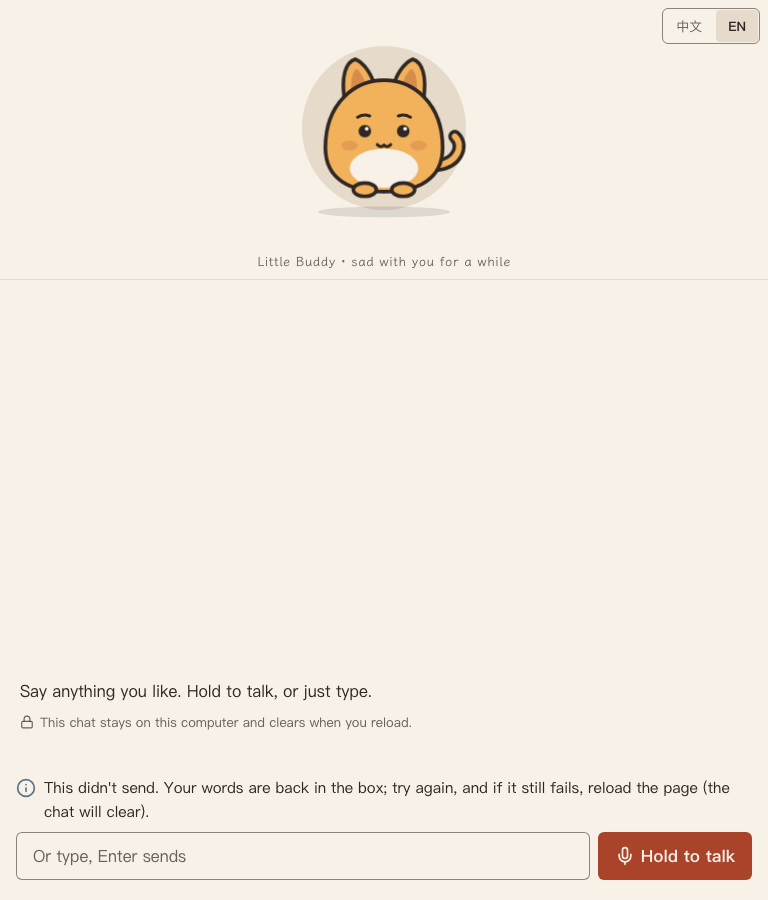 中文
EN
Little Buddy • sad with you for a while
Say anything you like. Hold to talk, or just type.
This chat stays on this computer and clears when you reload.
This didn't send. Your words are back in the box; try again, and if it still fails, reload the page (the
chat will clear).
Or type, Enter sends
Hold to talk